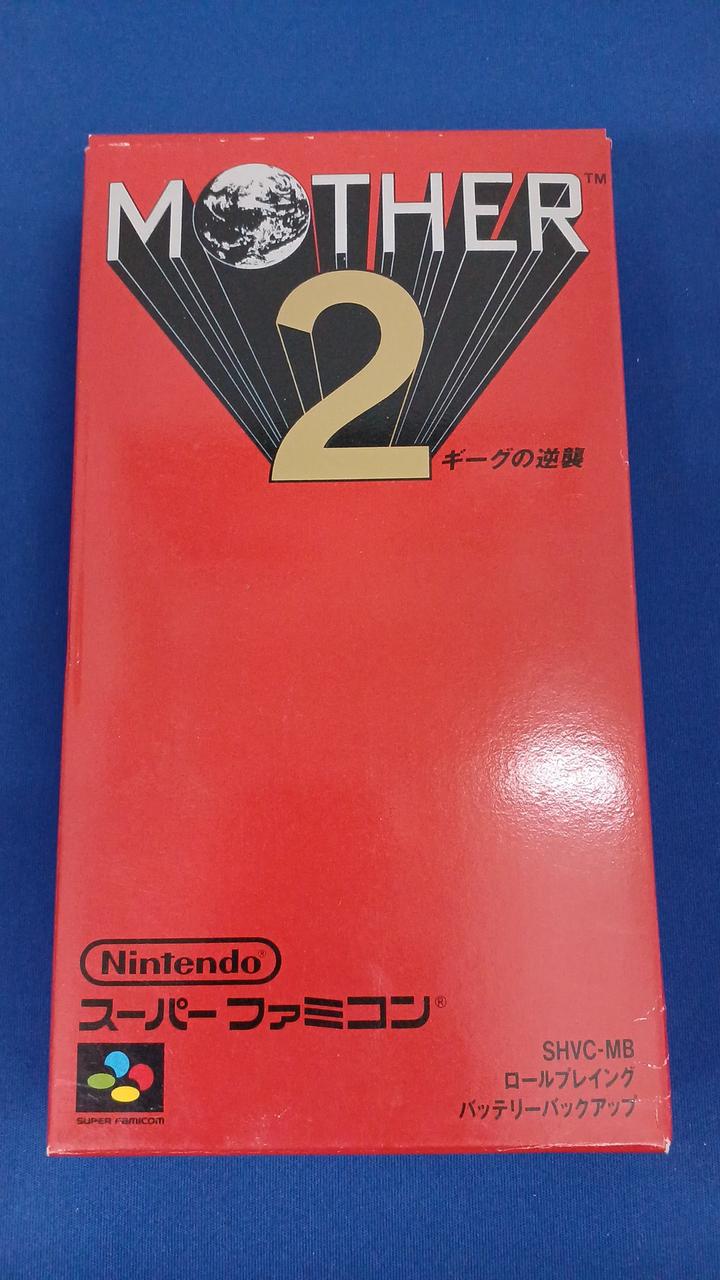 MOTHER™
2
ギーグの逆襲
Nintendo®
スーパーファミコン®
SUPER FAMICOM
SHVC-MB
ロールプレイング
バッテリーバックアップ